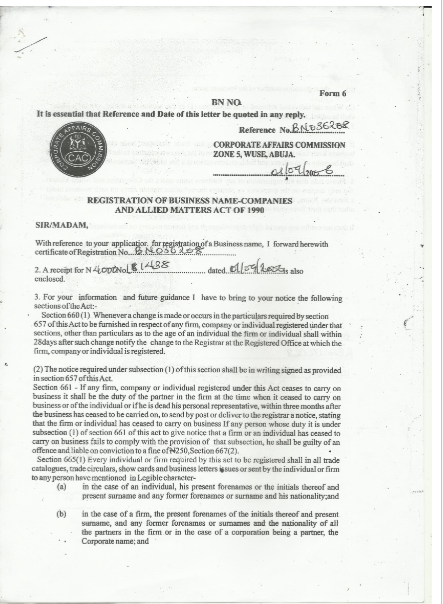 Form 6
BN NO.
It is essential that Reference and Date of this letter be quoted in any reply.
Reference No. BN036208
CORPORATE AFFAIRS COMMISSION
ZONE 5, WUSE, ABUJA.
CORPORATE AFFAIRS COMMISSION
CAC
REGISTRATION OF BUSINESS NAME-COMPANIES
AND ALLIED MATTERS ACT OF 1990
SIR/MADAM,
With reference to your application, for registration of a Business name, I forward herewith
certificate of Registration No. BN036208
2. A receipt for N 4000 No. dated. is also
enclosed.
3. For your information and future guidance I have to bring to your notice the following
sections of the Act:-
Section 660 (1) Whenever a change is made or occurs in the particulars required by section
657 of this Act to be furnished in respect of any firm, company or individual registered under that
sections, other than particulars as to the age of an individual the firm or individual shall within
28days after such change notify the change to the Registrar at the Registered Office at which the
firm, company or individual is registered.
(2) The notice required under subsection (1) of this section shall be in writing signed as provided
in section 657 of this Act.
Section 661 - If any firm, company or individual registered under this Act ceases to carry on
business it shall be the duty of the partner in the firm at the time when it ceased to carry on
business or of the individual or if he is dead his personal representative, within three months after
the business has ceased to be carried on, to send by post or deliver to the registrar a notice, stating
that the firm or individual has ceased to carry on business If any person whose duty it is under
subsection (1) of section 661 of this act to give notice that a firm or an individual has ceased to
carry on business fails to comply with the provision of that subsection, he shall be guilty of an
offence and liable on conviction to a fine of ₦250, Section 667(2).
Section 665(1) Every individual or firm required by this act to be registered shall in all trade
catalogues, trade circulars, show cards and business letters issues or sent by the individual or firm
to any person have mentioned in Legible character-
(a) in the case of an individual, his present forenames or the initials thereof and
present surname and any former forenames or surname and his nationality;and
(b) in the case of a firm, the present forenames of the initials thereof and present
surname, and any former forenames or surnames and the nationality of all
the partners in the firm or in the case of a corporation being a partner, the
Corporate name; and